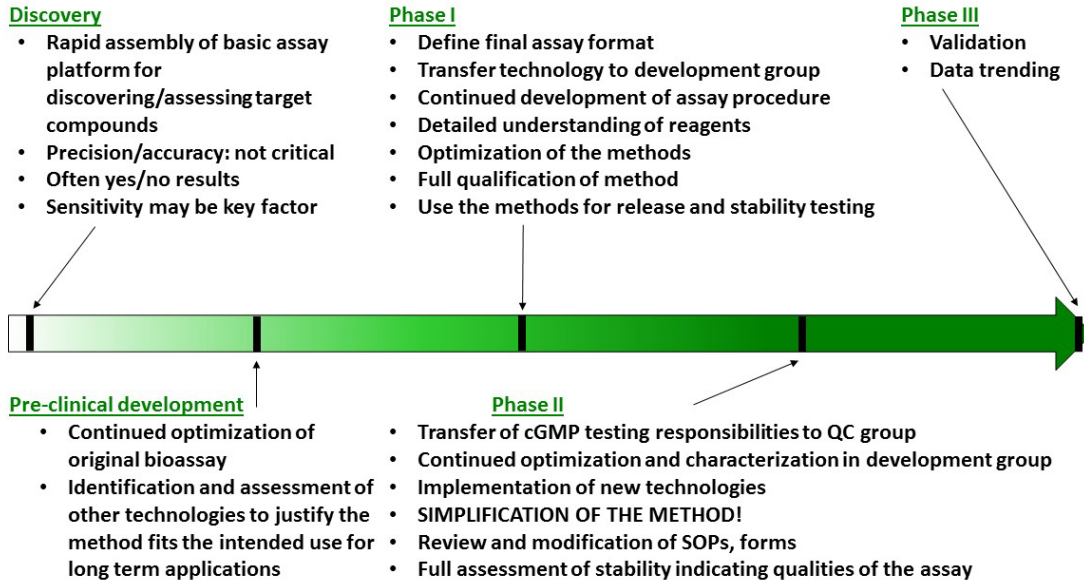 Discovery
• Rapid assembly of basic assay
platform for
discovering/assessing target
compounds
• Precision/accuracy: not critical
• Often yes/no results
• Sensitivity may be key factor
Phase I
• Define final assay format
• Transfer technology to development group
• Continued development of assay procedure
• Detailed understanding of reagents
• Optimization of the methods
• Full qualification of method
• Use the methods for release and stability testing
Phase III
• Validation
• Data trending
Pre-clinical development
• Continued optimization of
original bioassay
• Identification and assessment of
other technologies to justify the
method fits the intended use for
long term applications
Phase II
• Transfer of cGMP testing responsibilities to QC group
• Continued optimization and characterization in development group
• Implementation of new technologies
• SIMPLIFICATION OF THE METHOD!
• Review and modification of SOPs, forms
• Full assessment of stability indicating qualities of the assay